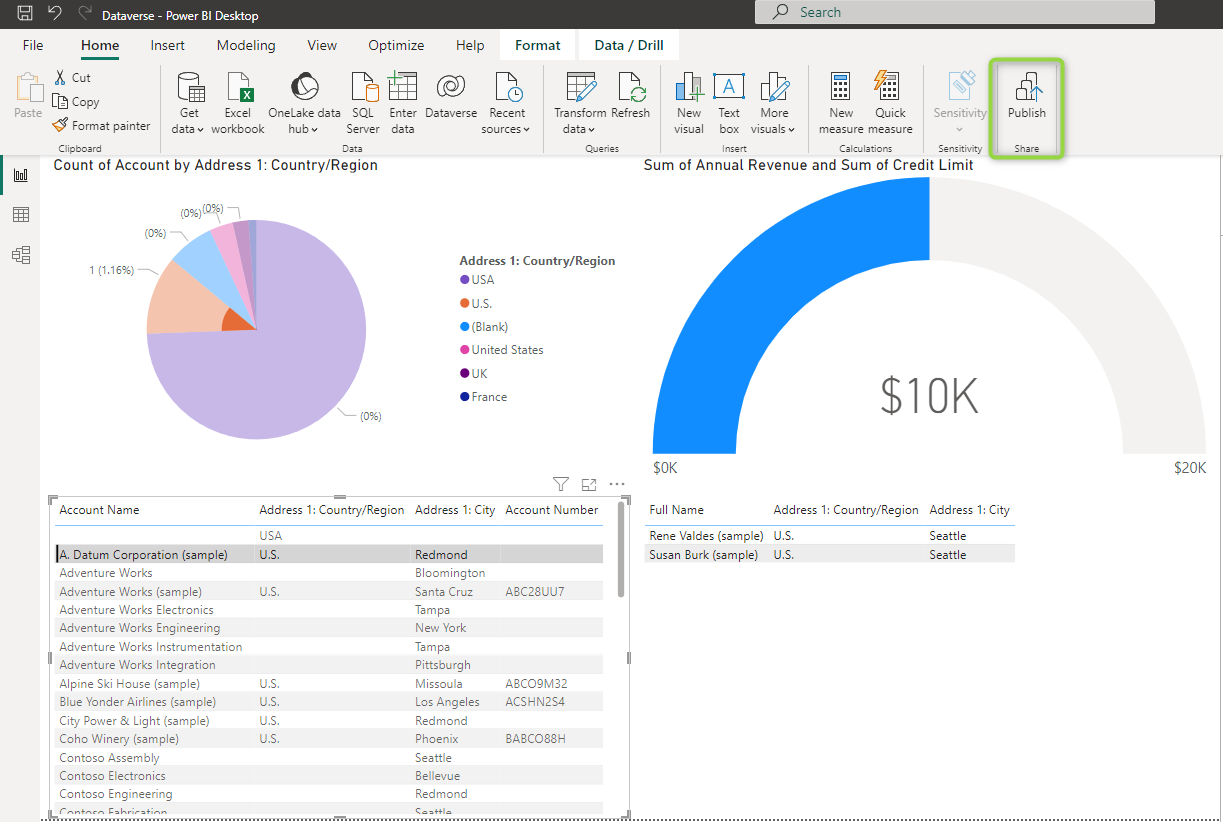 Dataverse - Power BI Desktop
Search
File Home Insert Modeling View Optimize Help Format Data / Drill
Paste
Cut
Copy
Format painter
Clipboard
Get data
Excel workbook
OneLake data hub
SQL Server
Enter data
Dataverse
Recent sources
Data
Transform data
Refresh
Queries
New visual
Text box
More visuals
Insert
New measure
Quick measure
Calculations
Sensitivity
Sensitivity
Publish
Share
Count of Account by Address 1: Country/Region
(0%)
(0%)
(0%)
1 (1.16%)
(0%)
Address 1: Country/Region
USA
U.S.
(Blank)
United States
UK
France
Sum of Annual Revenue and Sum of Credit Limit
$10K
$0K
$20K
Account Name Address 1: Country/Region Address 1: City Account Number
USA
A. Datum Corporation (sample) U.S. Redmond
Adventure Works Bloomington
Adventure Works (sample) U.S. Santa Cruz ABC28UU7
Adventure Works Electronics Tampa
Adventure Works Engineering New York
Adventure Works Instrumentation Tampa
Adventure Works Integration Pittsburgh
Alpine Ski House (sample) U.S. Missoula ABCO9M32
Blue Yonder Airlines (sample) U.S. Los Angeles ACSHN2S4
City Power & Light (sample) U.S. Redmond
Coho Winery (sample) U.S. Phoenix BABCO88H
Contoso Assembly Seattle
Contoso Electronics Bellevue
Contoso Engineering Redmond
Contoso Fabrication Seattle
Full Name Address 1: Country/Region Address 1: City
Rene Valdes (sample) U.S. Seattle
Susan Burk (sample) U.S. Seattle